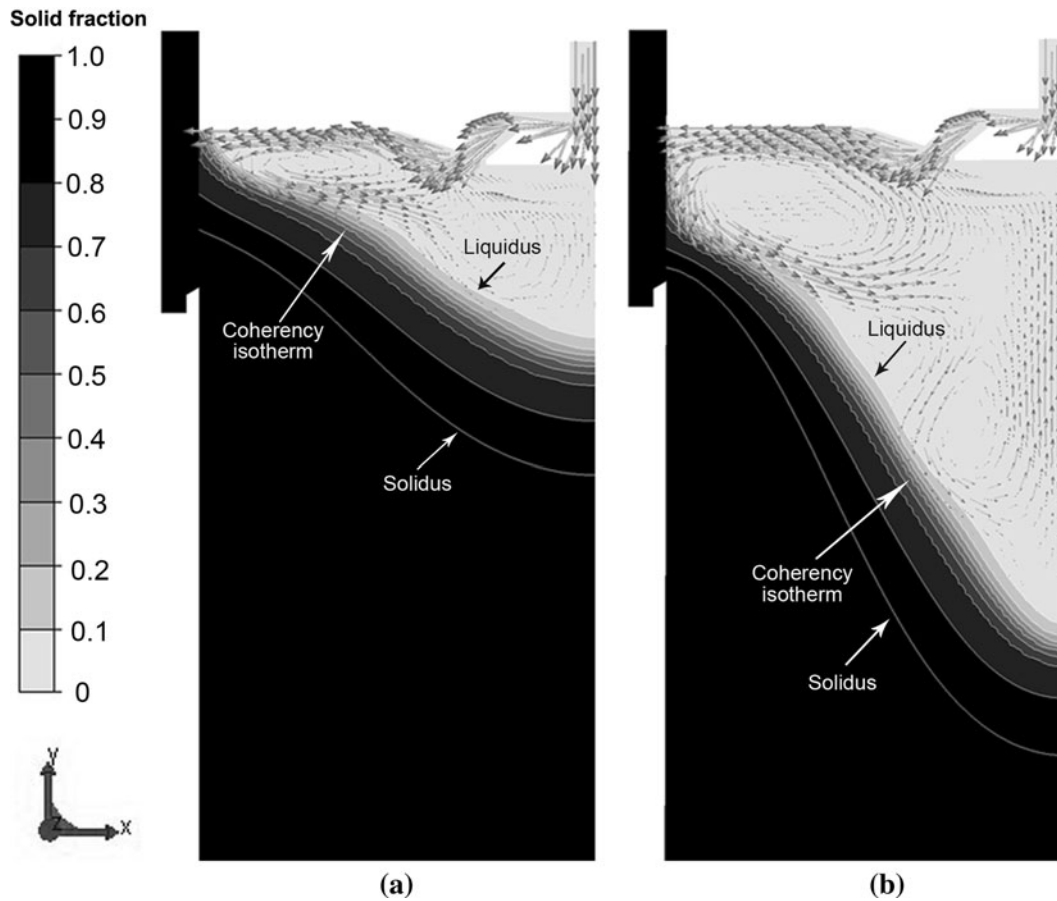 Solid fraction
1.0
0.9
0.8
0.7
0.6
0.5
0.4
0.3
0.2
0.1
0
Y
Z
X
Liquidus
Coherency
isotherm
Solidus
(a)
Liquidus
Coherency
isotherm
Solidus
(b)